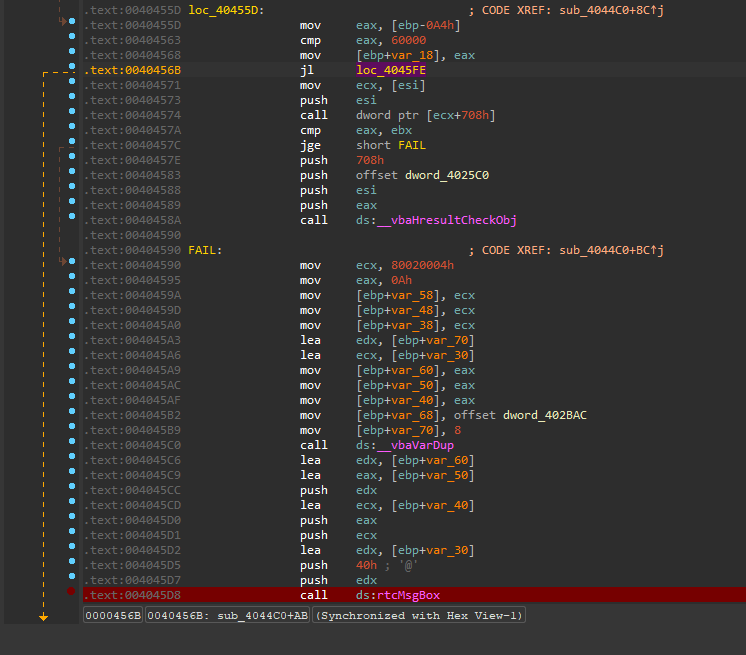 .text:0040455D loc_40455D: ; CODE XREF: sub_4044C0+8C↑j
.text:0040455D mov eax, [ebp-0A4h]
.text:00404563 cmp eax, 60000
.text:00404568 mov [ebp+var_18], eax
.text:0040456B jl loc_4045FE
.text:00404571 mov ecx, [esi]
.text:00404573 push esi
.text:00404574 call dword ptr [ecx+708h]
.text:0040457A cmp eax, ebx
.text:0040457C jge short FAIL
.text:0040457E push 708h
.text:00404583 push offset dword_4025C0
.text:00404588 push esi
.text:00404589 push eax
.text:0040458A call ds:__vbaHresultCheckObj
.text:00404590
.text:00404590 FAIL: ; CODE XREF: sub_4044C0+BC↑j
.text:00404590 mov ecx, 80020004h
.text:00404595 mov eax, 0Ah
.text:0040459A mov [ebp+var_58], ecx
.text:0040459D mov [ebp+var_48], ecx
.text:004045A0 mov [ebp+var_38], ecx
.text:004045A3 lea edx, [ebp+var_70]
.text:004045A6 lea ecx, [ebp+var_30]
.text:004045A9 mov [ebp+var_60], eax
.text:004045AC mov [ebp+var_50], eax
.text:004045AF mov [ebp+var_40], eax
.text:004045B2 mov [ebp+var_68], offset dword_402BAC
.text:004045B9 mov [ebp+var_70], 8
.text:004045C0 call ds:__vbaVarDup
.text:004045C6 lea edx, [ebp+var_60]
.text:004045C9 lea eax, [ebp+var_50]
.text:004045CC push edx
.text:004045CD lea ecx, [ebp+var_40]
.text:004045D0 push eax
.text:004045D1 push ecx
.text:004045D2 lea edx, [ebp+var_30]
.text:004045D5 push 40h ; '@'
.text:004045D7 push edx
.text:004045D8 call ds:rtcMsgBox
0000456B 0040456B: sub_4044C0+AB (Synchronized with Hex View-1)